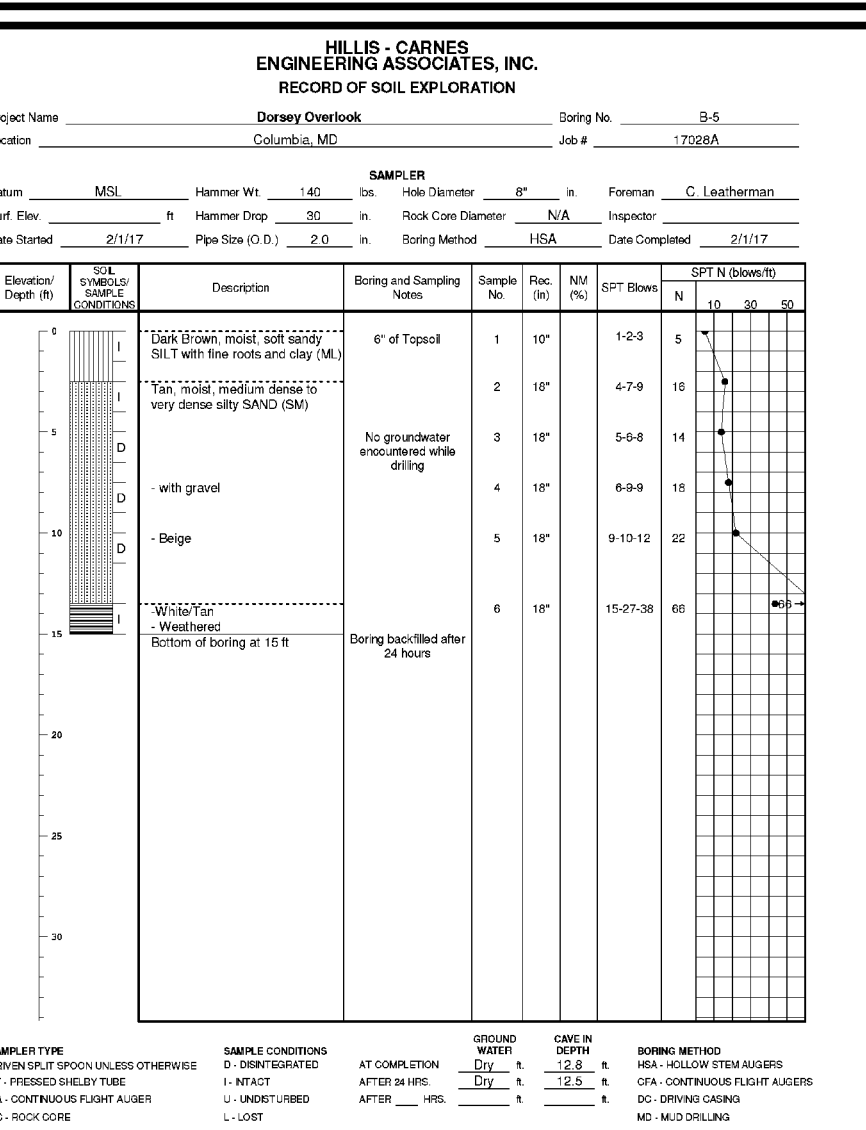 HILLIS - CARNES
ENGINEERING ASSOCIATES, INC.
RECORD OF SOIL EXPLORATION
roject Name Dorsey Overlook Boring No. B-5
cation Columbia, MD Job # 17028A
SAMPLER
atum MSL Hammer Wt. 140 lbs. Hole Diameter 8" in. Foreman C. Leatherman
urf. Elev. ft Hammer Drop 30 in. Rock Core Diameter N/A Inspector
ate Started 2/1/17 Pipe Size (O.D.) 2.0 in. Boring Method HSA Date Completed 2/1/17
Elevation/ Depth (ft) SOIL SYMBOLS/ SAMPLE CONDITIONS Description Boring and Sampling Notes Sample No. Rec. (in) NM (%) SPT Blows SPT N (blows/ft)
N 10 30 50
0 I Dark Brown, moist, soft sandy 6" of Topsoil 1 10" 1-2-3 5
SILT with fine roots and clay (ML)
I Tan, moist, medium dense to 2 18" 4-7-9 16
very dense silty SAND (SM)
5 D No groundwater 3 18" 5-6-8 14
encountered while
drilling
D - with gravel 4 18" 6-9-9 18
10 D - Beige 5 18" 9-10-12 22
I -White/Tan 6 18" 15-27-38 66 66
- Weathered
15 Bottom of boring at 15 ft Boring backfilled after
24 hours
20
25
30
AMPLER TYPE SAMPLE CONDITIONS GROUND WATER CAVE IN DEPTH BORING METHOD
RIVEN SPLIT SPOON UNLESS OTHERWISE D - DISINTEGRATED AT COMPLETION Dry ft. 12.8 ft. HSA - HOLLOW STEM AUGERS
- PRESSED SHELBY TUBE I - INTACT AFTER 24 HRS. Dry ft. 12.5 ft. CFA - CONTINUOUS FLIGHT AUGERS
A - CONTINUOUS FLIGHT AUGER U - UNDISTURBED AFTER ____ HRS. ft. ft. DC - DRIVING CASING
- ROCK CORE L - LOST MD - MUD DRILLING